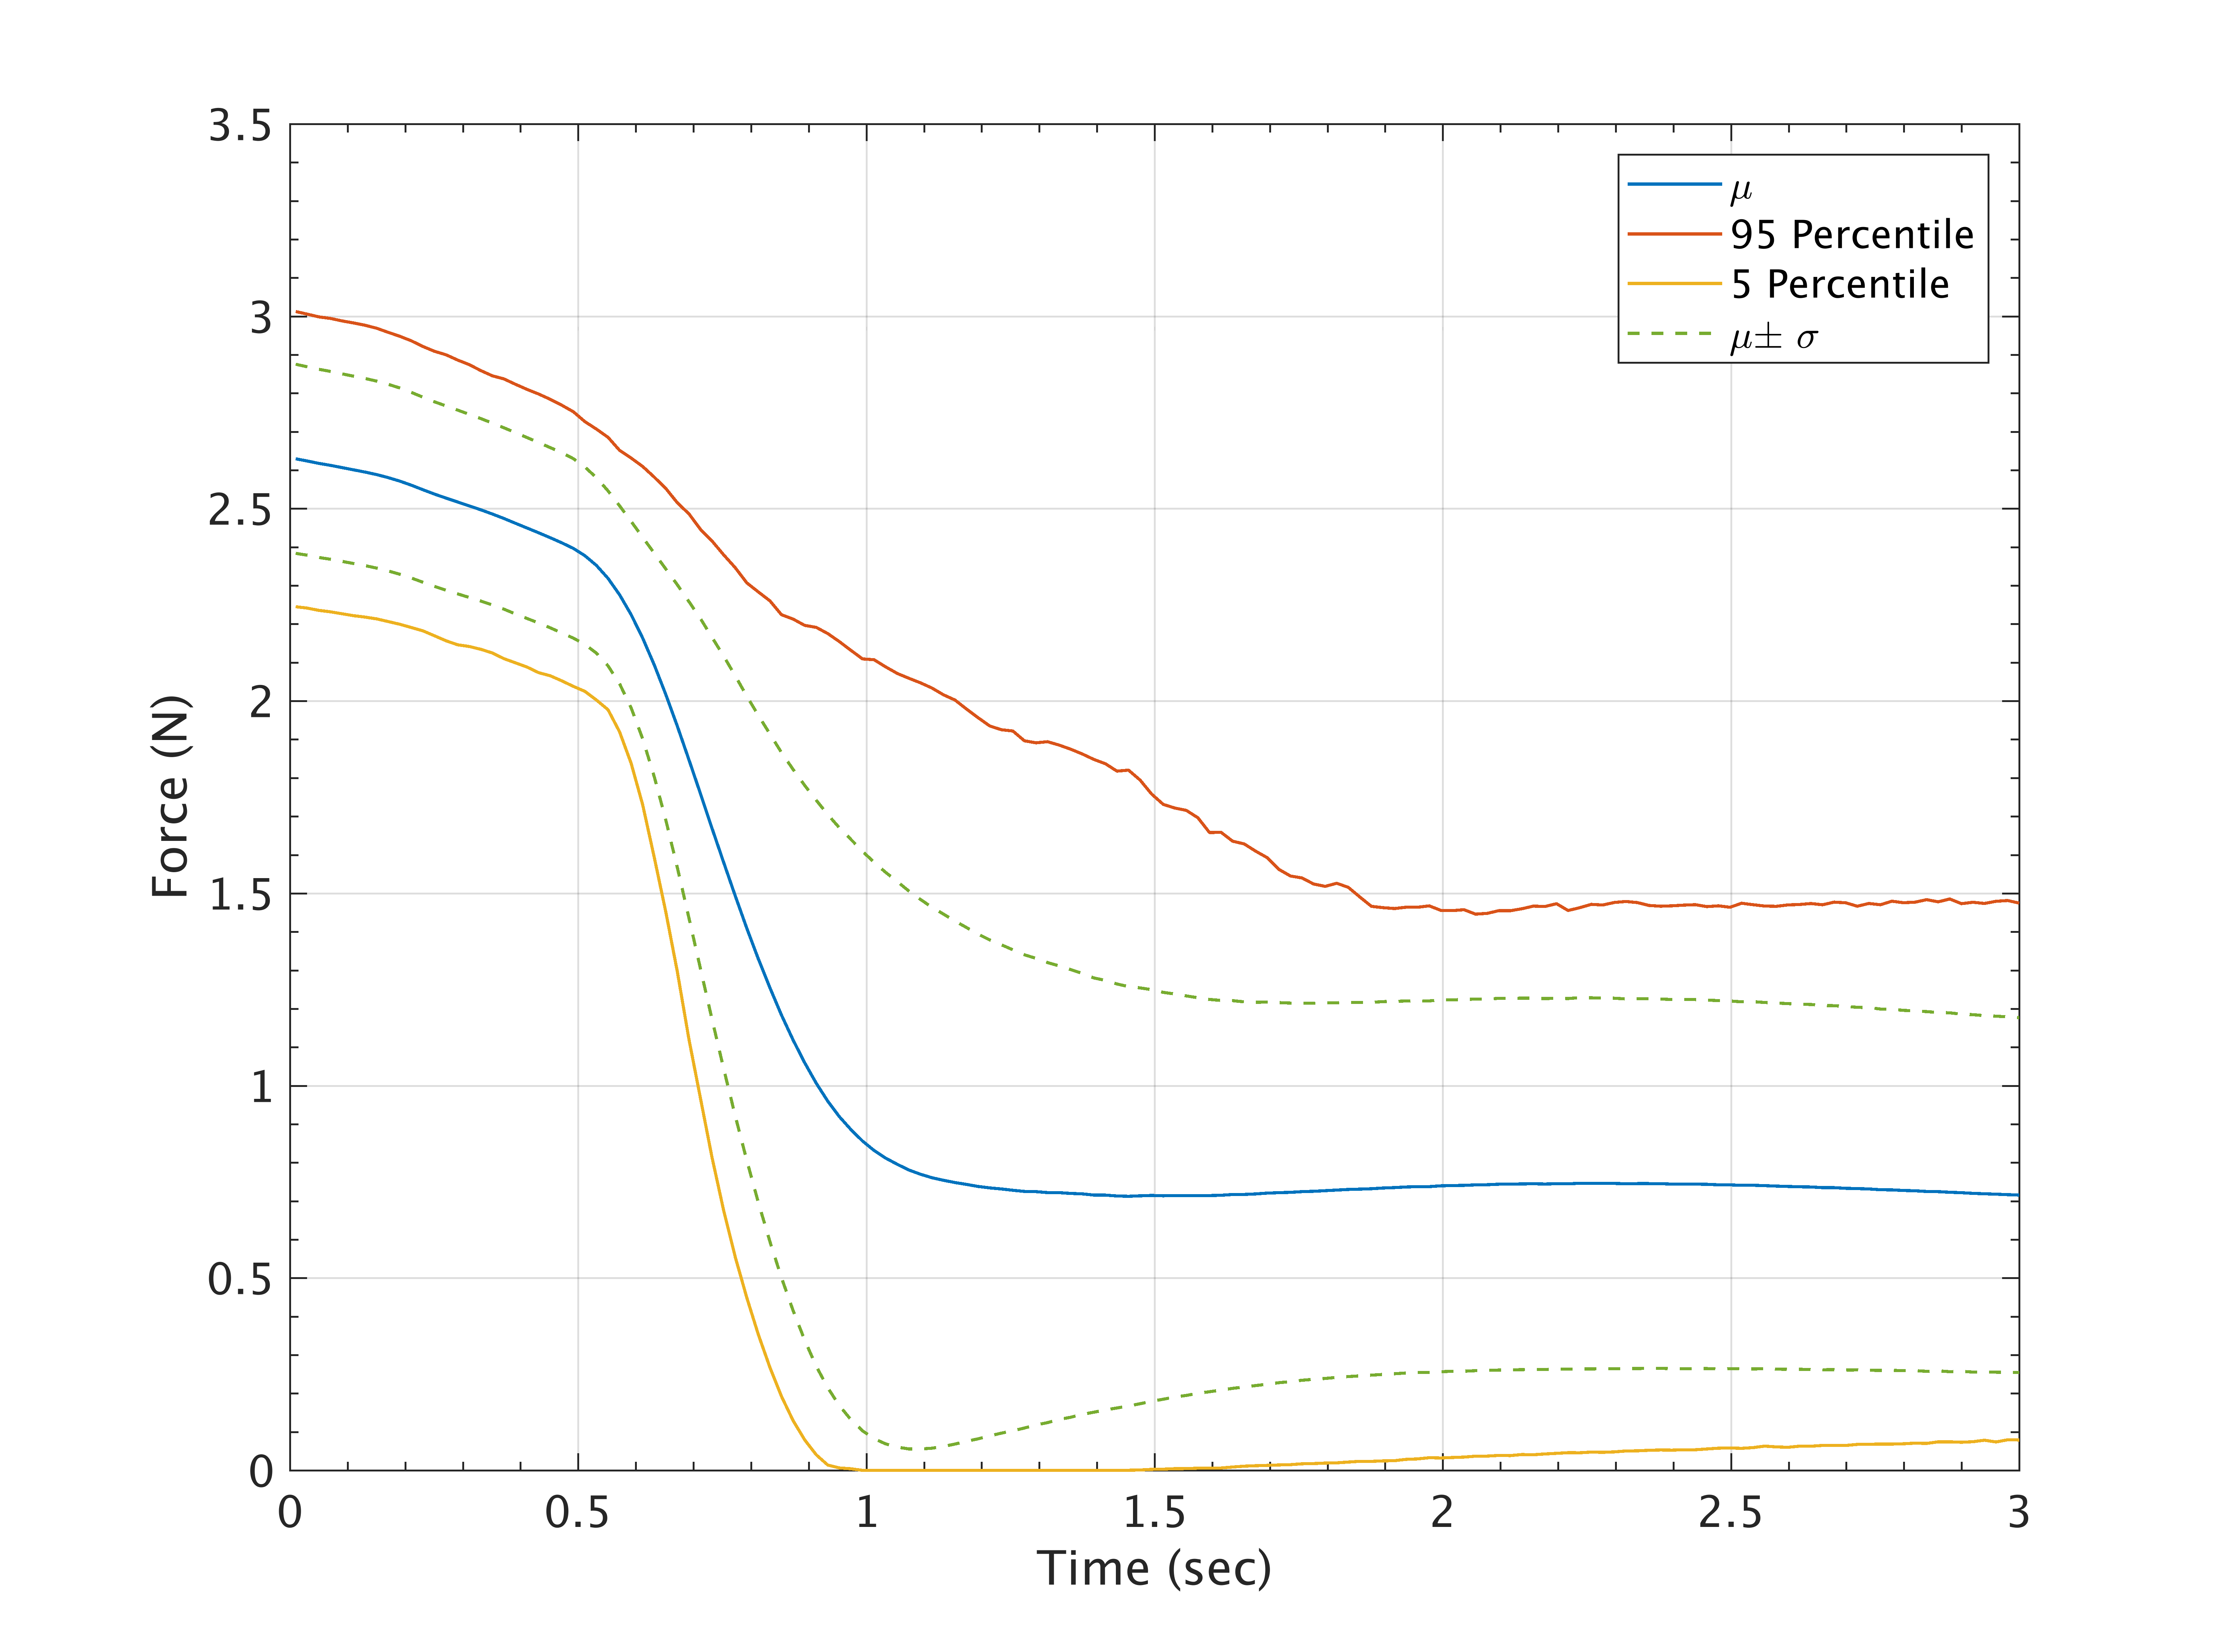 3.5
3
2.5
2
1.5
1
0.5
0
0 0.5 1 1.5 2 2.5 3
Force (N)
Time (sec)
μ
95 Percentile
5 Percentile
μ± σ